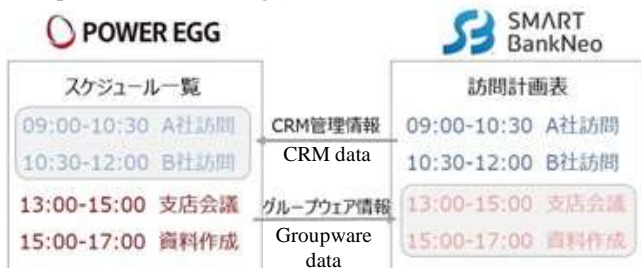 POWER EGG
スケジュール一覧
09:00-10:30 A社訪問
10:30-12:00 B社訪問
13:00-15:00 支店会議
15:00-17:00 資料作成
CRM管理情報
CRM data
グループウェア情報
Groupware
data
SMART
BankNeo
訪問計画表
09:00-10:30 A社訪問
10:30-12:00 B社訪問
13:00-15:00 支店会議
15:00-17:00 資料作成